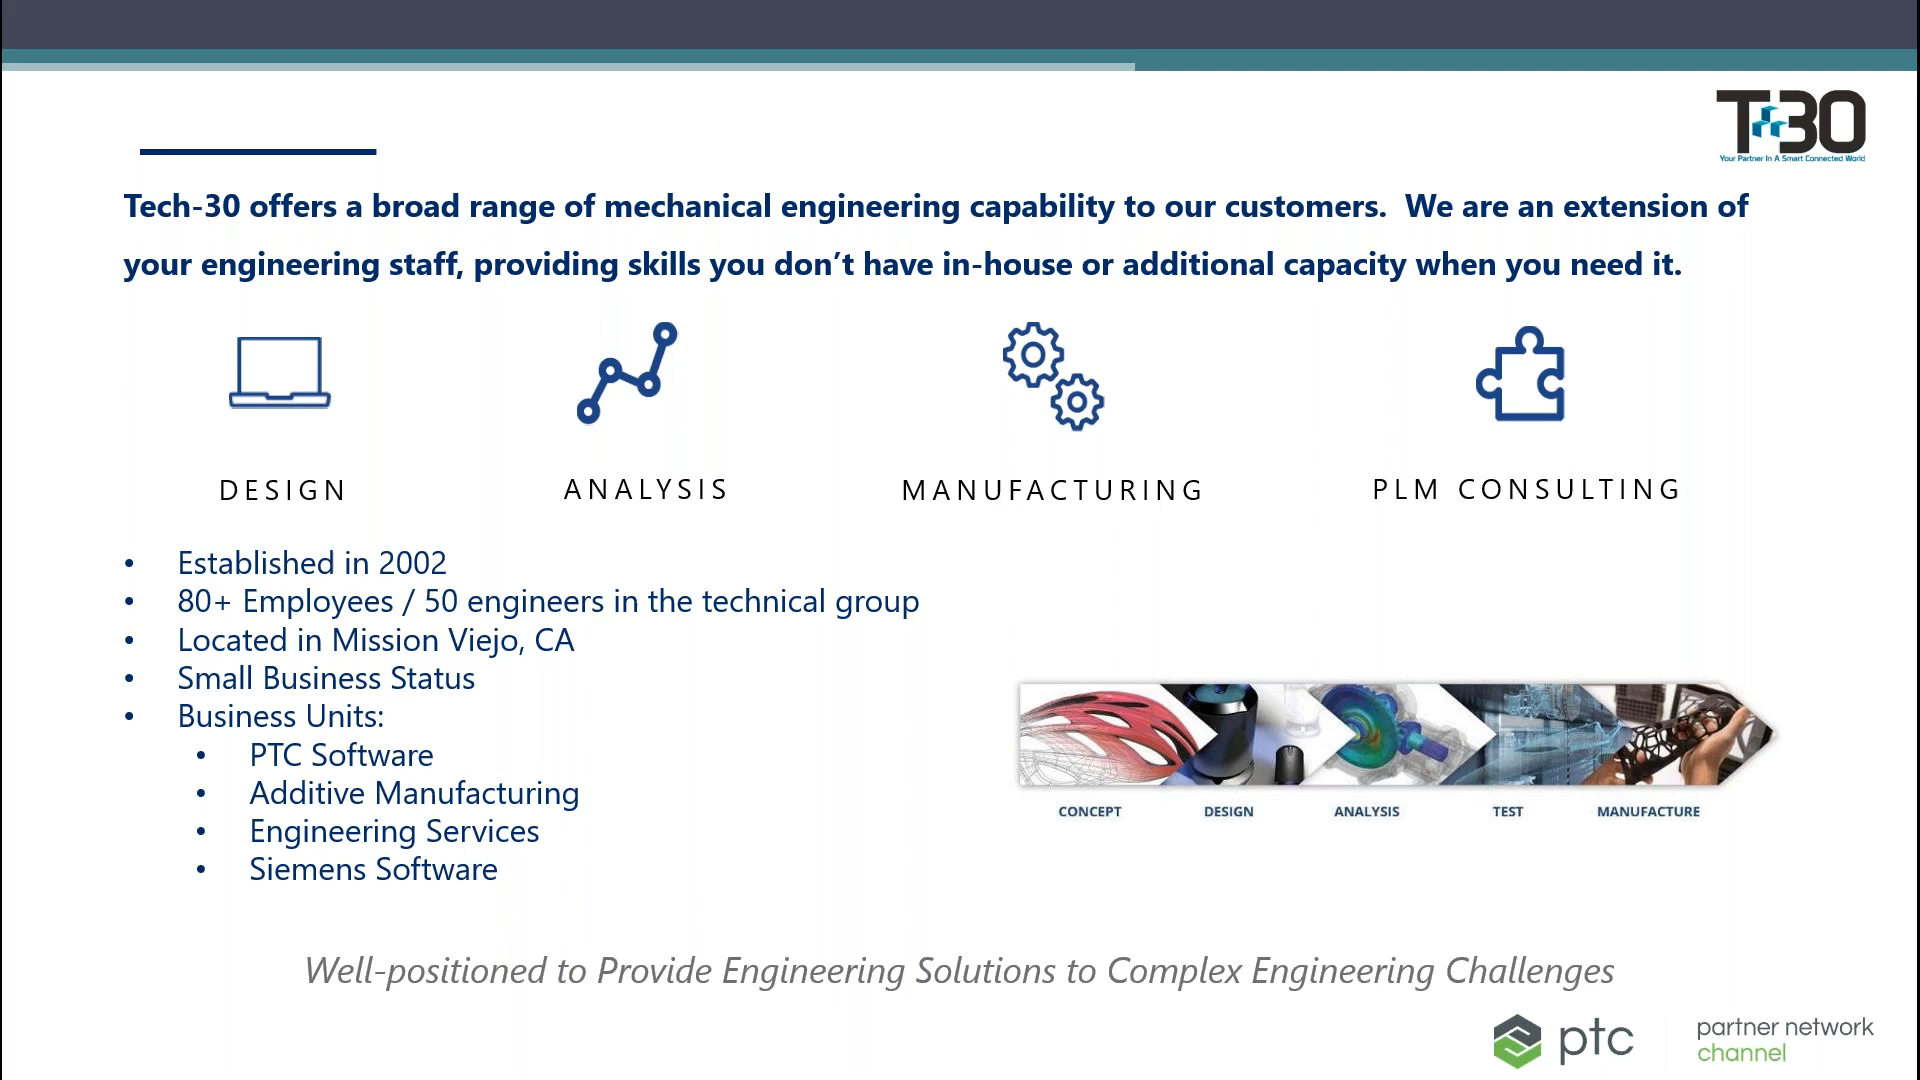 T-30
Your Partner In A Smart Connected World
Tech-30 offers a broad range of mechanical engineering capability to our customers.  We are an extension of
your engineering staff, providing skills you don’t have in-house or additional capacity when you need it.
DESIGN
ANALYSIS
MANUFACTURING
PLM CONSULTING
• Established in 2002
• 80+ Employees / 50 engineers in the technical group
• Located in Mission Viejo, CA
• Small Business Status
• Business Units:
• PTC Software
• Additive Manufacturing
• Engineering Services
• Siemens Software
CONCEPT
DESIGN
ANALYSIS
TEST
MANUFACTURE
Well-positioned to Provide Engineering Solutions to Complex Engineering Challenges
ptc
partner network
channel